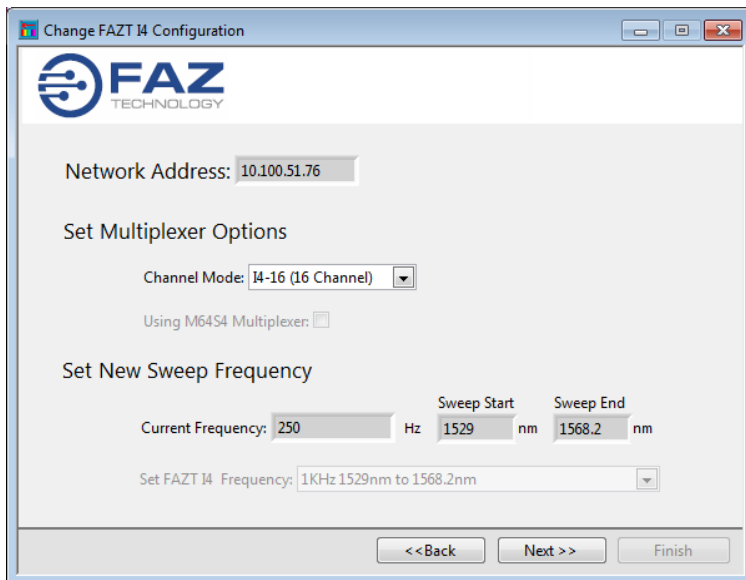 Change FAZT I4 Configuration
FAZ
TECHNOLOGY
Network Address: 10.100.51.76
Set Multiplexer Options
Channel Mode: I4-16 (16 Channel)
Using M64S4 Multiplexer:
Set New Sweep Frequency
Sweep Start Sweep End
Current Frequency: 250 Hz 1529 nm 1568.2 nm
Set FAZT I4 Frequency: 1KHz 1529nm to 1568.2nm
<<Back Next >> Finish